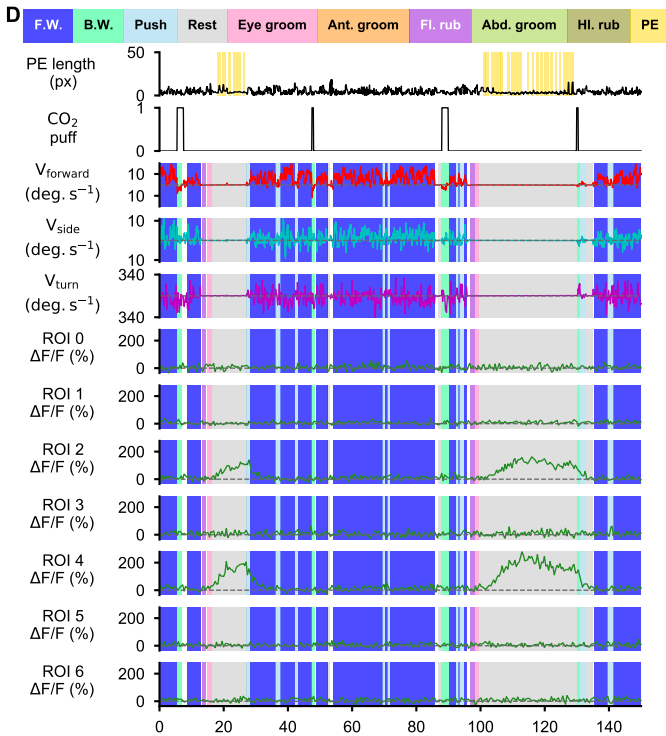 D
F.W. B.W. Push Rest Eye groom Ant. groom Fl. rub Abd. groom Hl. rub PE
PE length
(px)
50
0
CO2
puff
1
0
Vforward
(deg. s−1)
10
10
Vside
(deg. s−1)
10
10
Vturn
(deg. s−1)
340
340
ROI 0
ΔF/F (%)
200
0
ROI 1
ΔF/F (%)
200
0
ROI 2
ΔF/F (%)
200
0
ROI 3
ΔF/F (%)
200
0
ROI 4
ΔF/F (%)
200
0
ROI 5
ΔF/F (%)
200
0
ROI 6
ΔF/F (%)
200
0
0 20 40 60 80 100 120 140